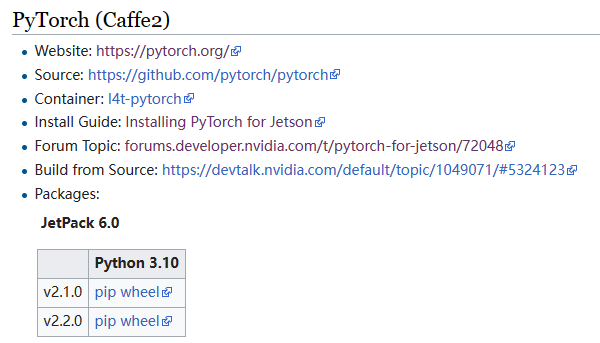 PyTorch (Caffe2)
Website: https://pytorch.org/
Source: https://github.com/pytorch/pytorch
Container: l4t-pytorch
Install Guide: Installing PyTorch for Jetson
Forum Topic: forums.developer.nvidia.com/t/pytorch-for-jetson/72048
Build from Source: https://devtalk.nvidia.com/default/topic/1049071/#5324123
Packages:
JetPack 6.0
Python 3.10
v2.1.0 pip wheel
v2.2.0 pip wheel